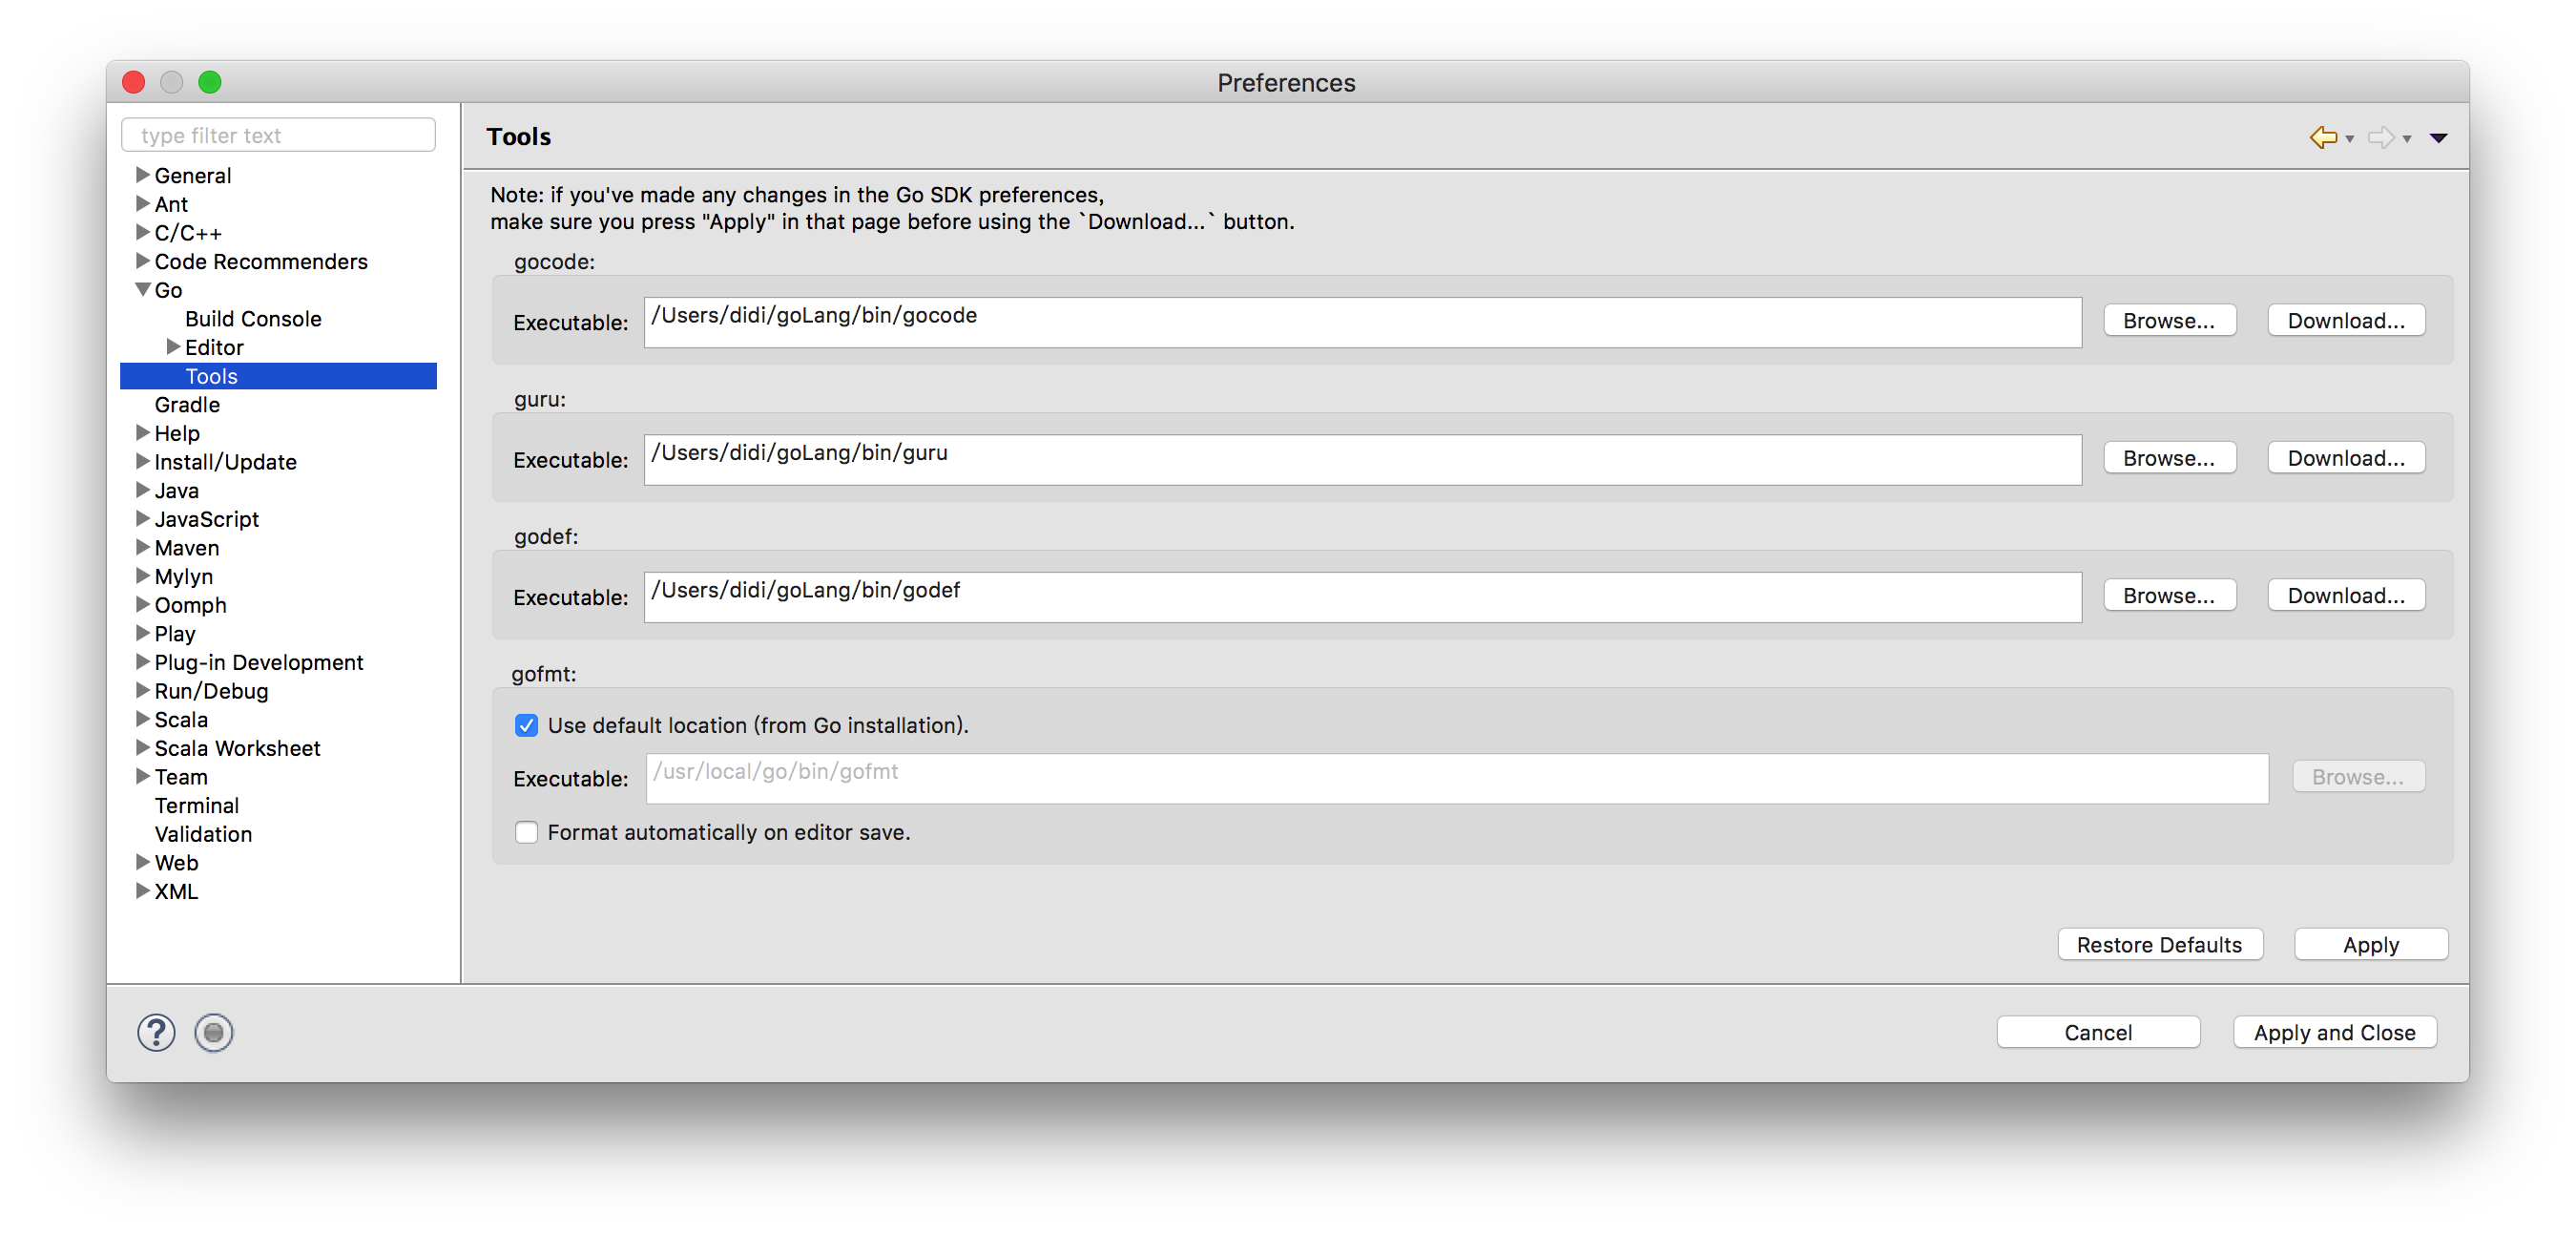 Preferences
type filter text
General
Ant
C/C++
Code Recommenders
Go
Build Console
Editor
Tools
Gradle
Help
Install/Update
Java
JavaScript
Maven
Mylyn
Oomph
Play
Plug-in Development
Run/Debug
Scala
Scala Worksheet
Team
Terminal
Validation
Web
XML
Tools
Note: if you've made any changes in the Go SDK preferences,
make sure you press "Apply" in that page before using the `Download...` button.
gocode:
Executable: /Users/didi/goLang/bin/gocode Browse... Download...
guru:
Executable: /Users/didi/goLang/bin/guru Browse... Download...
godef:
Executable: /Users/didi/goLang/bin/godef Browse... Download...
gofmt:
Use default location (from Go installation).
Executable: /usr/local/go/bin/gofmt Browse...
Format automatically on editor save.
Restore Defaults Apply
? Cancel Apply and Close